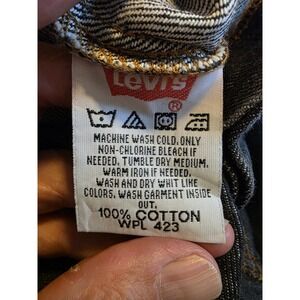 Levi's
®
MACHINE WASH COLD. ONLY
NON-CHLORINE BLEACH IF
NEEDED. TUMBLE DRY MEDIUM.
WARM IRON IF NEEDED.
WASH AND DRY WHIT LIKE
COLORS. WASH GARMENT INSIDE
OUT.
100% COTTON
WPL 423